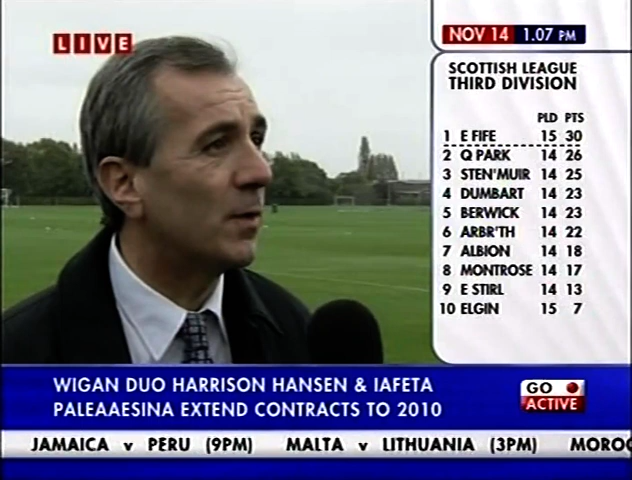 LIVE
NOV 14 1.07 PM
SCOTTISH LEAGUE
THIRD DIVISION
PLD PTS
1 E FIFE 15 30
2 Q PARK 14 26
3 STEN'MUIR 14 25
4 DUMBART 14 23
5 BERWICK 14 23
6 ARBR'TH 14 22
7 ALBION 14 18
8 MONTROSE 14 17
9 E STIRL 14 13
10 ELGIN 15 7
WIGAN DUO HARRISON HANSEN & IAFETA
PALEAAESINA EXTEND CONTRACTS TO 2010
GO
ACTIVE
JAMAICA v PERU (9PM) MALTA v LITHUANIA (3PM) MOROC